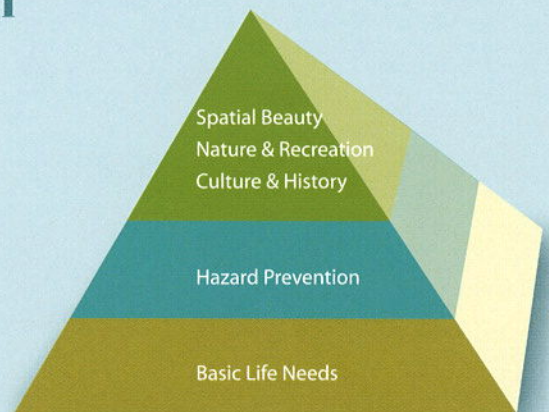 Spatial Beauty
Nature & Recreation
Culture & History
Hazard Prevention
Basic Life Needs